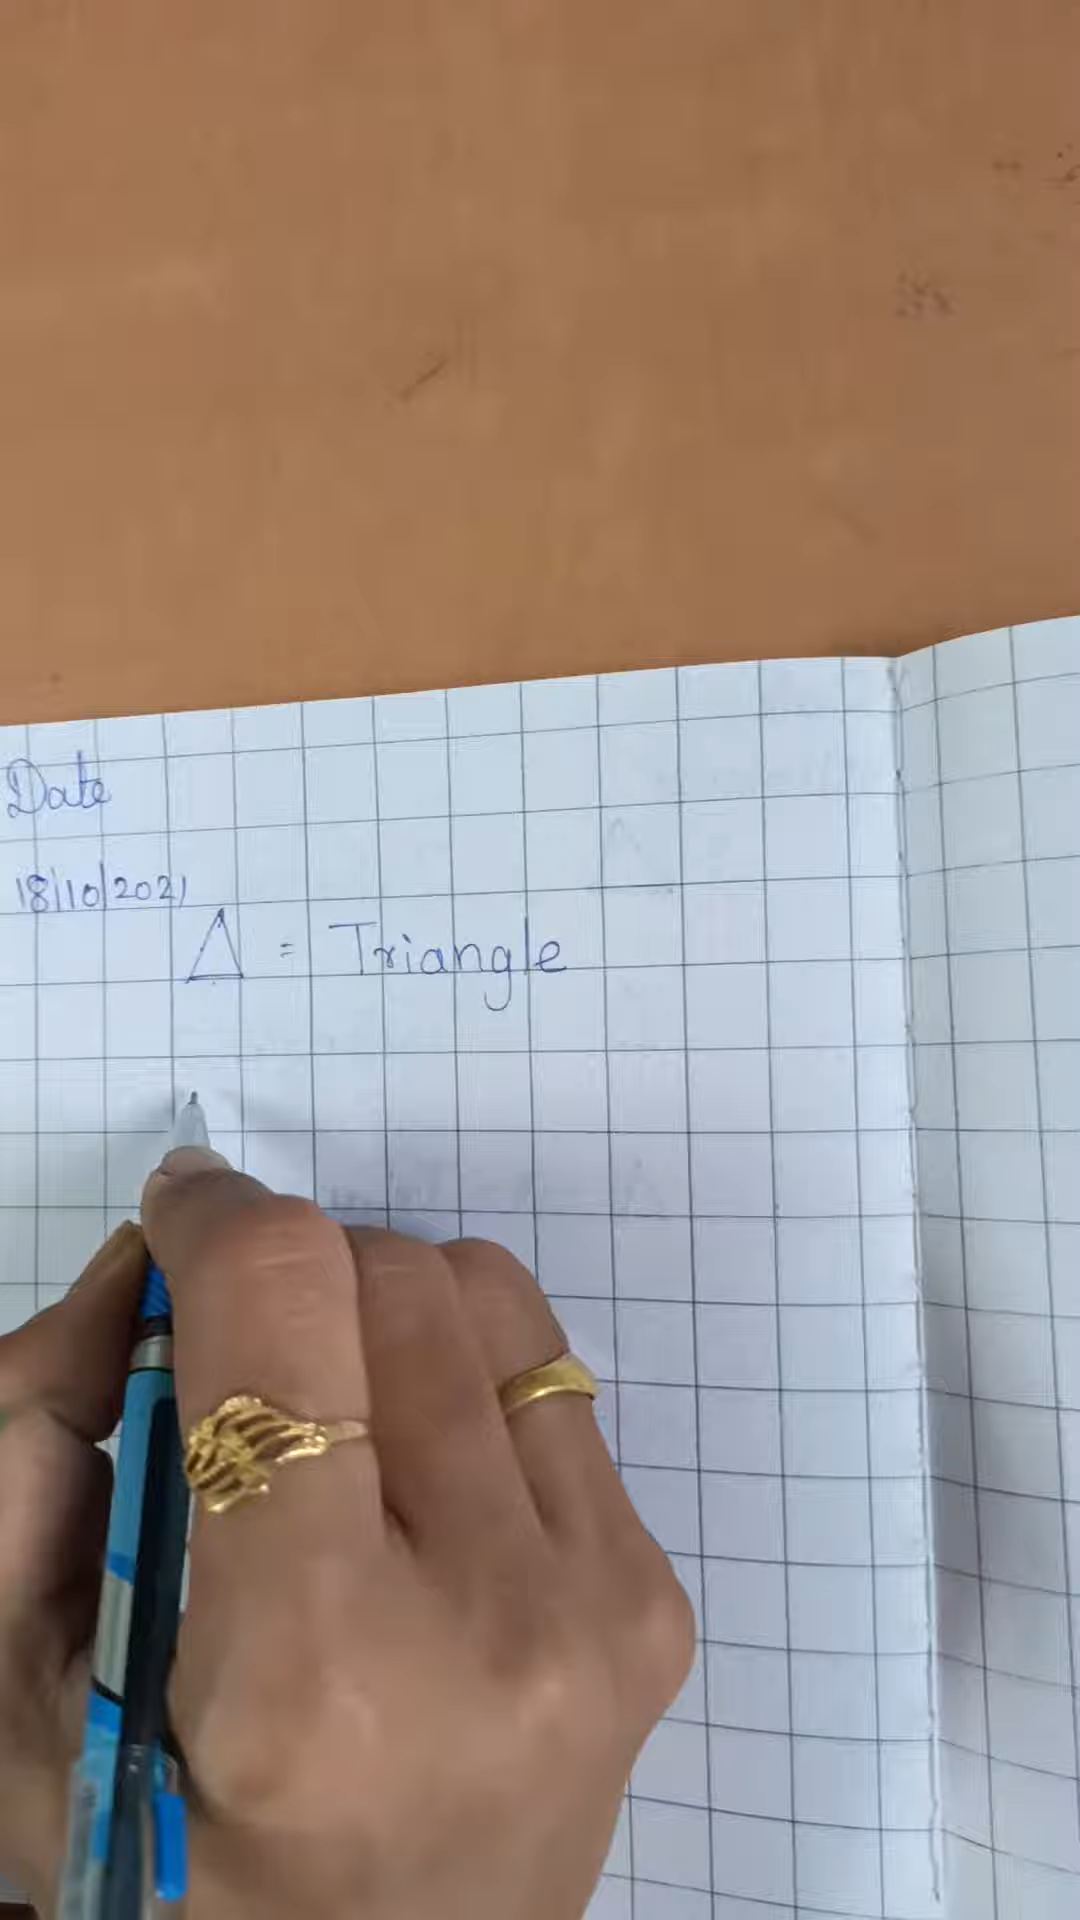 Date
18/10/2021
Δ = Triangle